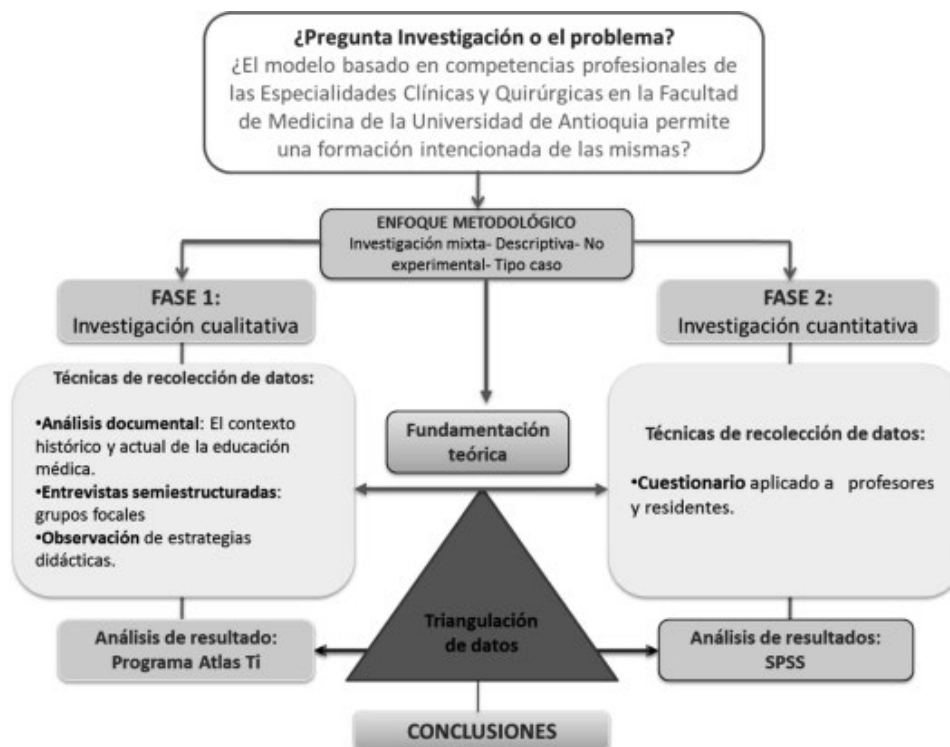 ¿Pregunta Investigación o el problema?
¿El modelo basado en competencias profesionales de
las Especialidades Clínicas y Quirúrgicas en la Facultad
de Medicina de la Universidad de Antioquia permite
una formación intencionada de las mismas?
ENFOQUE METODOLÓGICO
Investigación mixta- Descriptiva- No
experimental- Tipo caso
FASE 1:
Investigación cualitativa
FASE 2:
Investigación cuantitativa
Técnicas de recolección de datos:
•Análisis documental: El contexto
histórico y actual de la educación
médica.
•Entrevistas semiestructuradas:
grupos focales
•Observación de estrategias
didácticas.
Fundamentación
teórica
Técnicas de recolección de datos:
•Cuestionario aplicado a profesores
y residentes.
Análisis de resultado:
Programa Atlas Ti
Triangulación
de datos
Análisis de resultados:
SPSS
CONCLUSIONES